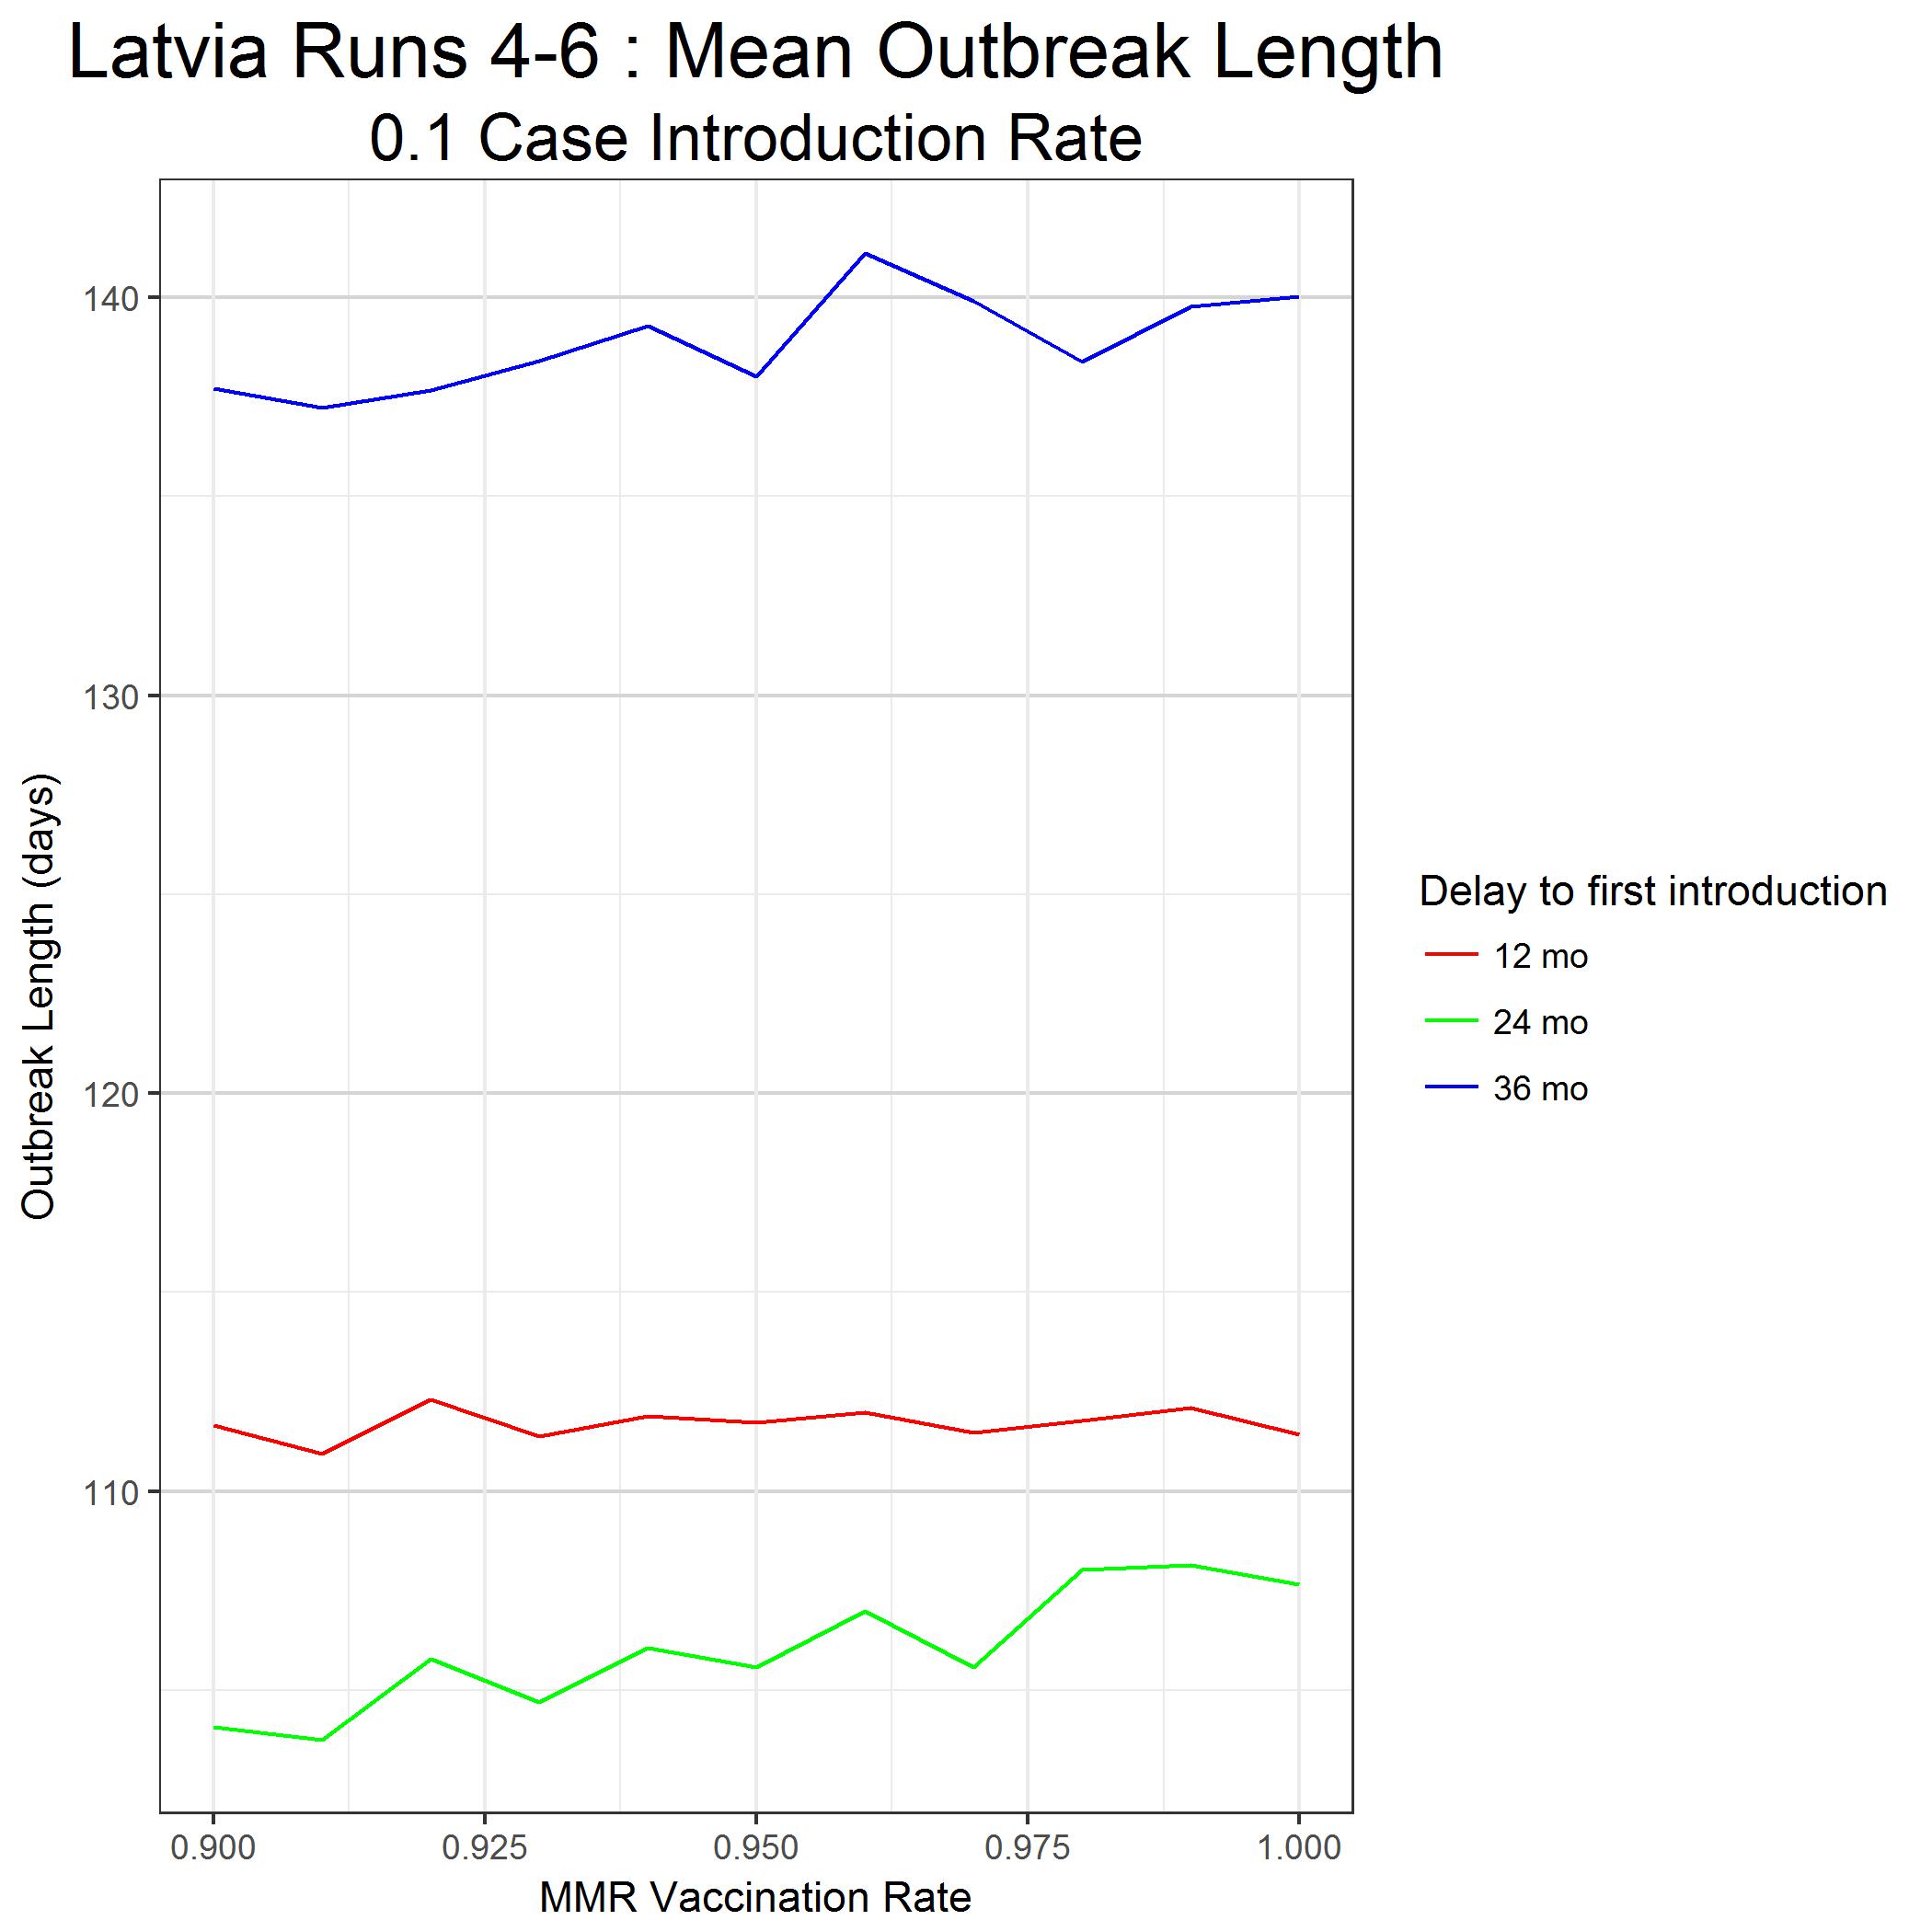 Latvia Runs 4-6 : Mean Outbreak Length
0.1 Case Introduction Rate
Outbreak Length (days)
140
130
120
110
0.900
0.925
0.950
0.975
1.000
MMR Vaccination Rate
Delay to first introduction
12 mo
24 mo
36 mo